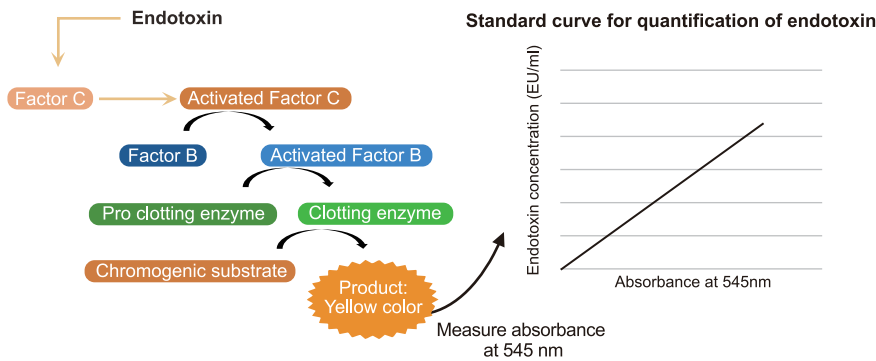 Endotoxin
Factor C
Activated Factor C
Factor B
Activated Factor B
Pro clotting enzyme
Clotting enzyme
Chromogenic substrate
Product:
Yellow color
Measure absorbance
at 545 nm
Standard curve for quantification of endotoxin
Endotoxin concentration (EU/ml)
Absorbance at 545nm